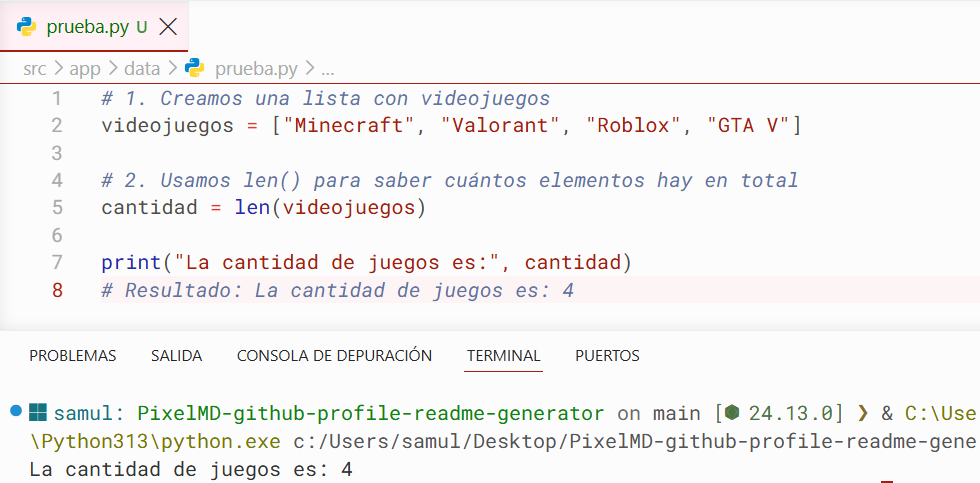 prueba.py U
src > app > data > prueba.py > ...
1 # 1. Creamos una lista con videojuegos
2 videojuegos = ["Minecraft", "Valorant", "Roblox", "GTA V"]
3
4 # 2. Usamos len() para saber cuántos elementos hay en total
5 cantidad = len(videojuegos)
6
7 print("La cantidad de juegos es:", cantidad)
8 # Resultado: La cantidad de juegos es: 4
PROBLEMAS SALIDA CONSOLA DE DEPURACIÓN TERMINAL PUERTOS
samul: PixelMD-github-profile-readme-generator on main [⬢ 24.13.0] ❯ & C:\Use
\Python313\python.exe c:/Users/samul/Desktop/PixelMD-github-profile-readme-gene
La cantidad de juegos es: 4